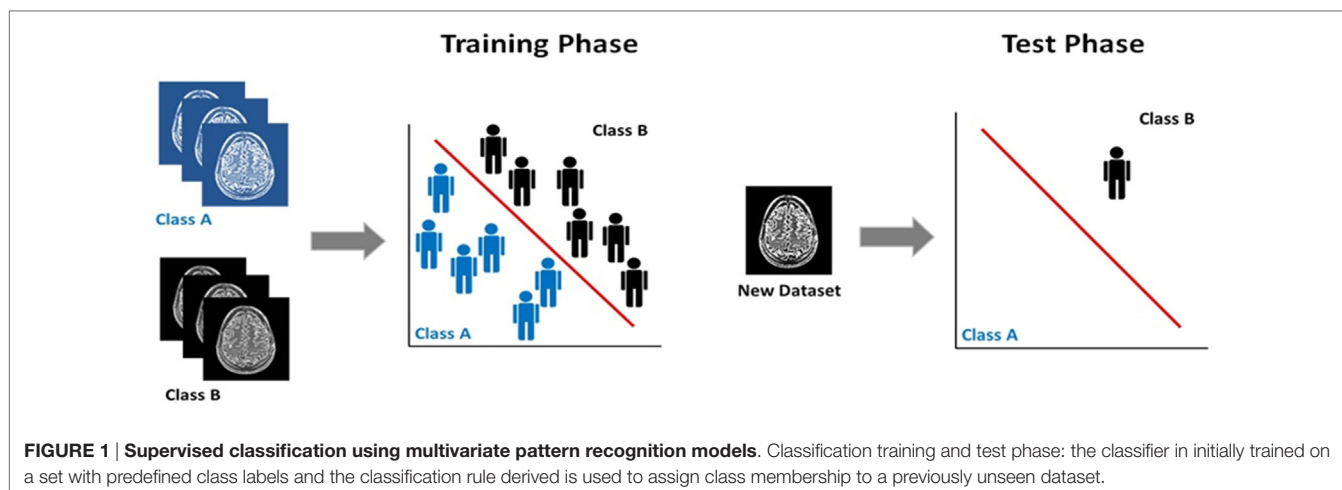 Training Phase
Test Phase
Class A
Class B
Class B
Class A
New Dataset
Class B
Class A
FIGURE 1 | Supervised classification using multivariate pattern recognition models. Classification training and test phase: the classifier in initially trained on
a set with predefined class labels and the classification rule derived is used to assign class membership to a previously unseen dataset.